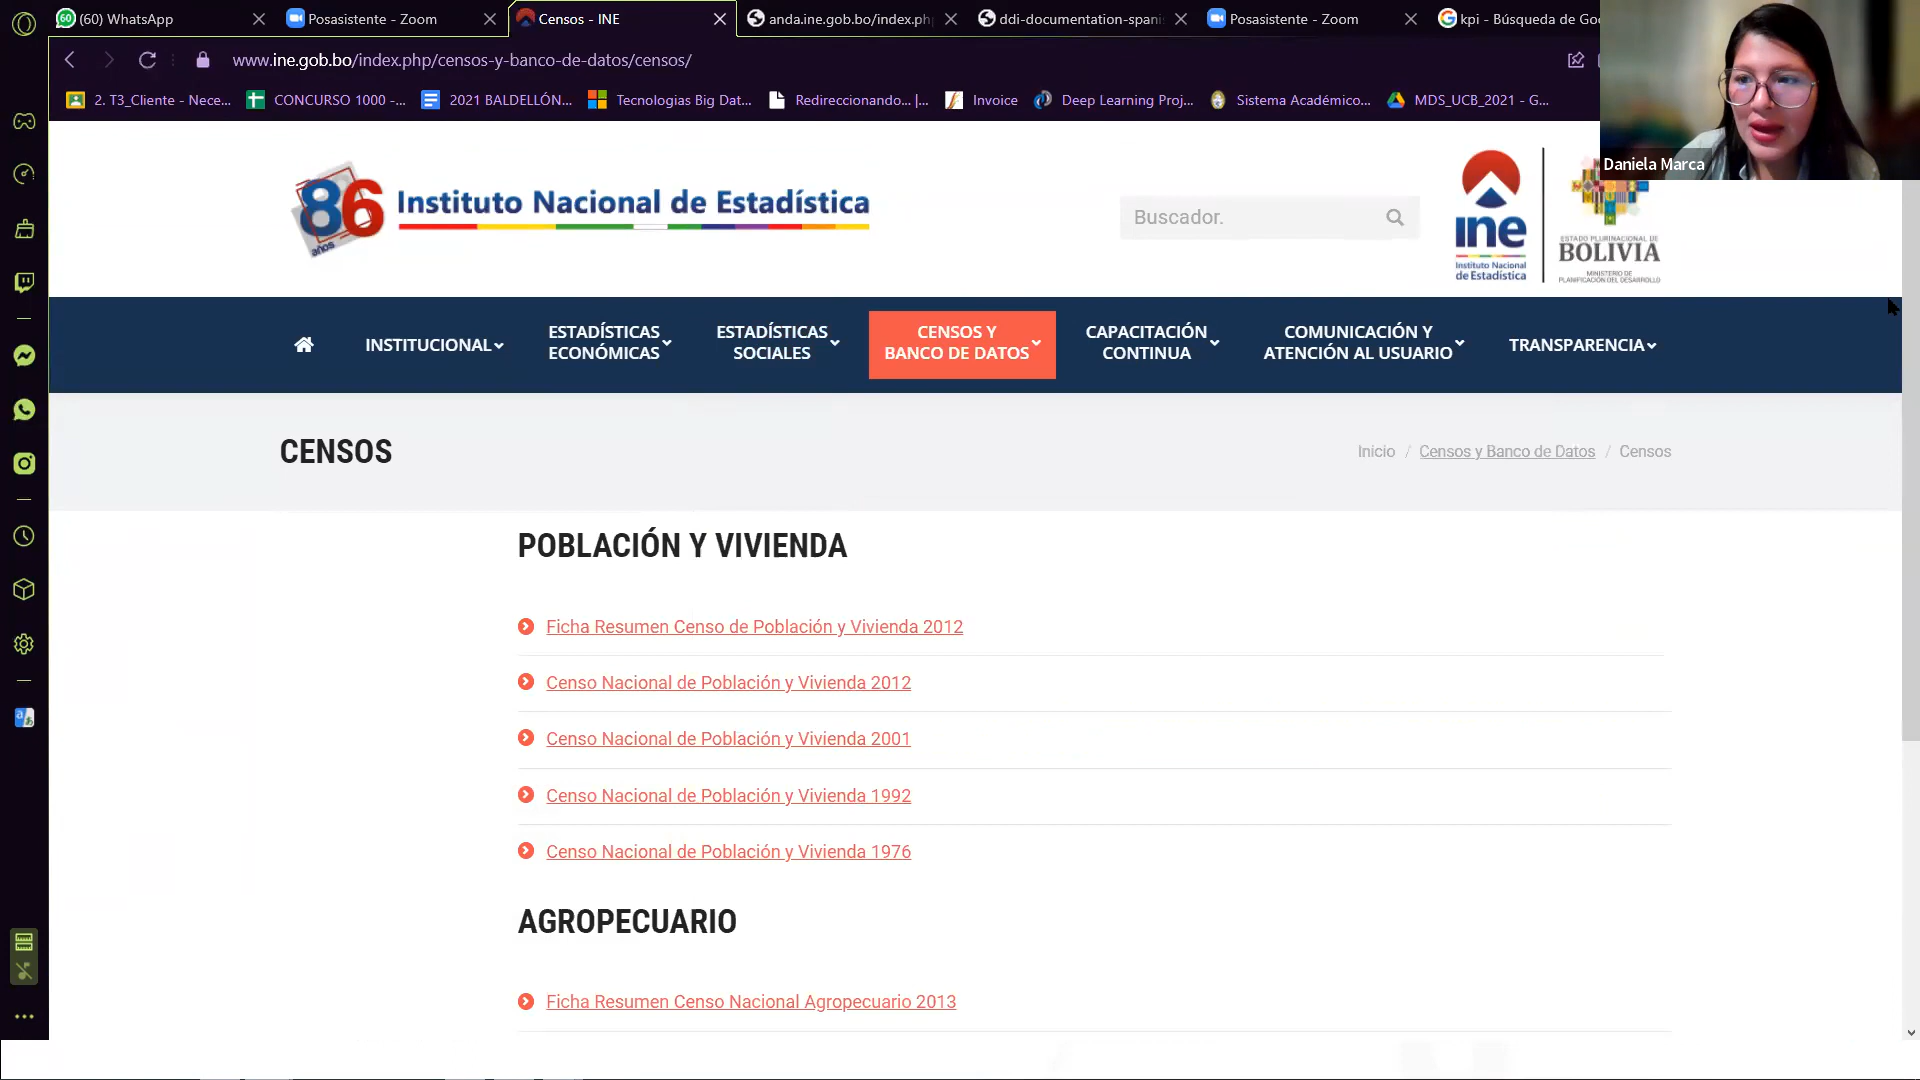 (60) WhatsApp
Posasistente - Zoom
Censos - INE
anda.ine.gob.bo/index.ph
ddi-documentation-spani
Posasistente - Zoom
kpi - Búsqueda de Goo
www.ine.gob.bo/index.php/censos-y-banco-de-datos/censos/
2. T3_Cliente - Nece...
CONCURSO 1000 -...
2021 BALDELLÓN...
Tecnologias Big Dat...
Redireccionando... |...
Invoice
Deep Learning Proj...
Sistema Académico...
MDS_UCB_2021 - G...
Daniela Marca
86 años
Instituto Nacional de Estadística
Buscador.
ine
Instituto Nacional
de Estadística
ESTADO PLURINACIONAL DE
BOLIVIA
MINISTERIO DE
PLANIFICACIÓN DEL DESARROLLO
INSTITUCIONAL
ESTADÍSTICAS
ECONÓMICAS
ESTADÍSTICAS
SOCIALES
CENSOS Y
BANCO DE DATOS
CAPACITACIÓN
CONTINUA
COMUNICACIÓN Y
ATENCIÓN AL USUARIO
TRANSPARENCIA
CENSOS
Inicio / Censos y Banco de Datos / Censos
POBLACIÓN Y VIVIENDA
Ficha Resumen Censo de Población y Vivienda 2012
Censo Nacional de Población y Vivienda 2012
Censo Nacional de Población y Vivienda 2001
Censo Nacional de Población y Vivienda 1992
Censo Nacional de Población y Vivienda 1976
AGROPECUARIO
Ficha Resumen Censo Nacional Agropecuario 2013